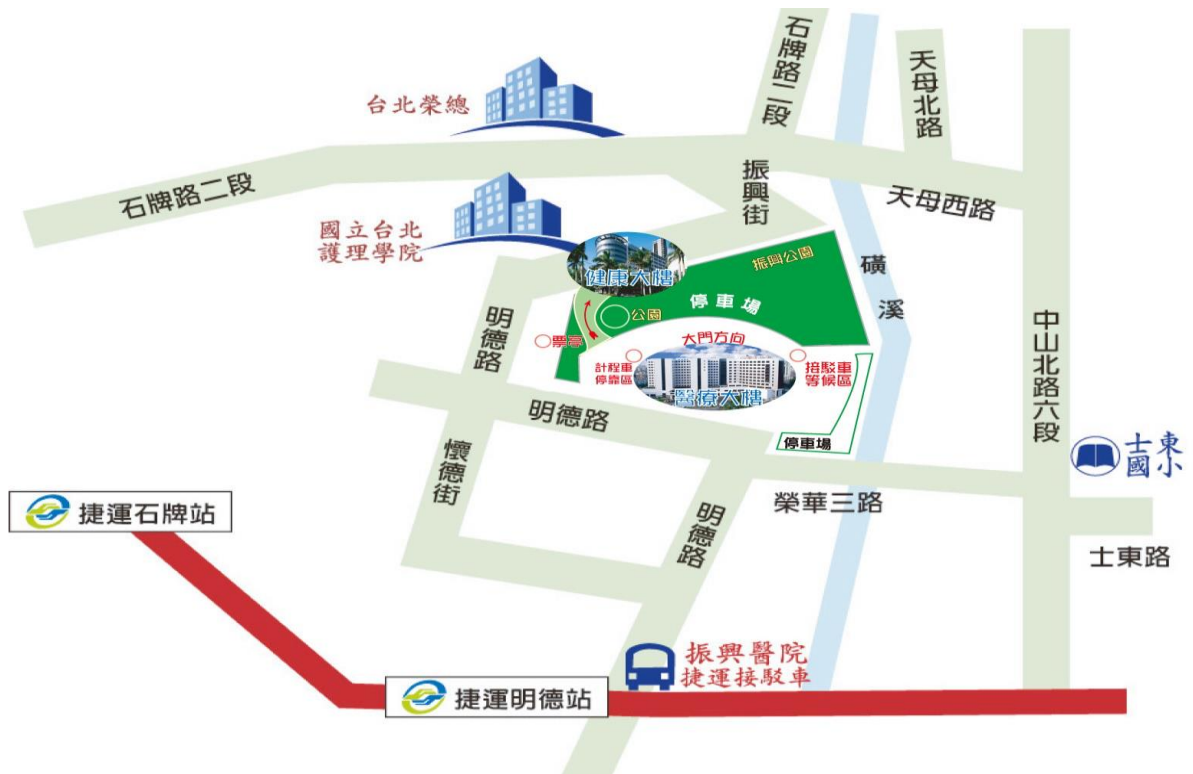 石牌路二段
天母北路
台北榮總
石牌路二段
振興街
天母西路
國立台北
護理學院
健康大樓
振興公園
磺溪
停車場
公園
明德路
學亭
大門方向
計程車
停靠區
接駁車
等候區
醫療大樓
中山北路六段
明德路
停車場
士東
國小
懷德街
捷運石牌站
榮華三路
明德路
士東路
振興醫院
捷運接駁車
捷運明德站